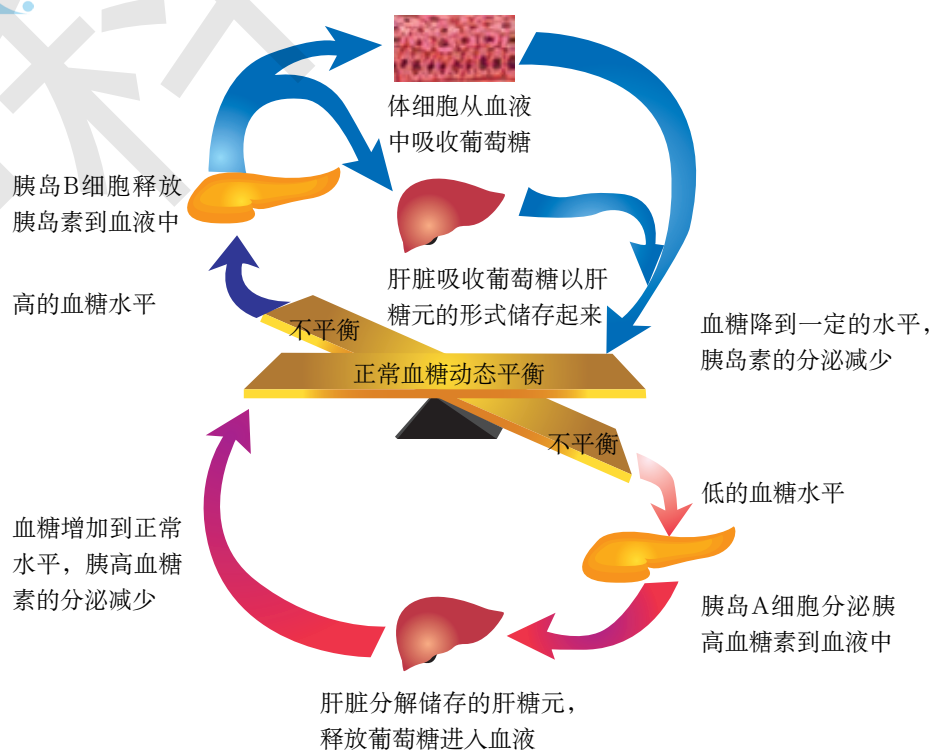 体细胞从血液
中吸收葡萄糖
胰岛B细胞释放
胰岛素到血液中
肝脏吸收葡萄糖以肝
糖元的形式储存起来
高的血糖水平
不平衡
血糖降到一定的水平，
胰岛素的分泌减少
正常血糖动态平衡
不平衡
低的血糖水平
血糖增加到正常
水平，胰高血糖
素的分泌减少
胰岛A细胞分泌胰
高血糖素到血液中
肝脏分解储存的肝糖元，
释放葡萄糖进入血液